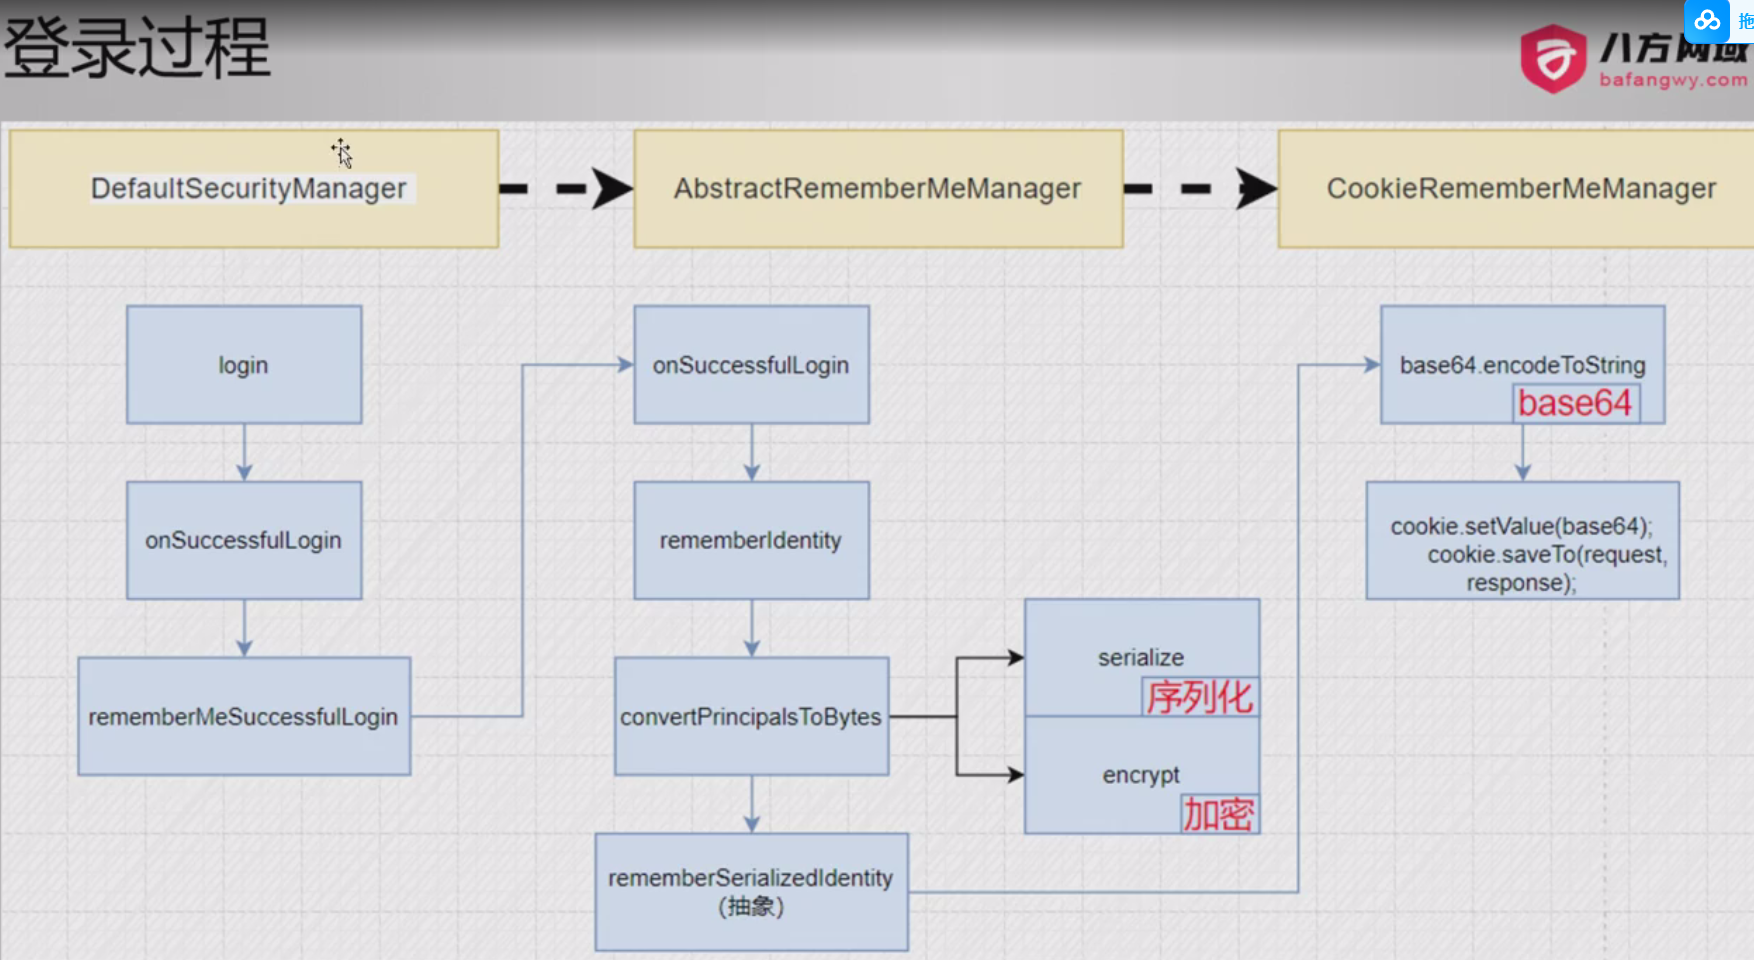 登录过程
八方网域
bafangwy.com
拖
DefaultSecurityManager
AbstractRememberMeManager
CookieRememberMeManager
login
onSuccessfulLogin
rememberMeSuccessfulLogin
onSuccessfulLogin
rememberIdentity
convertPrincipalsToBytes
rememberSerializedIdentity
(抽象)
serialize
序列化
encrypt
加密
base64.encodeToString
base64
cookie.setValue(base64);
cookie.saveTo(request,
response);